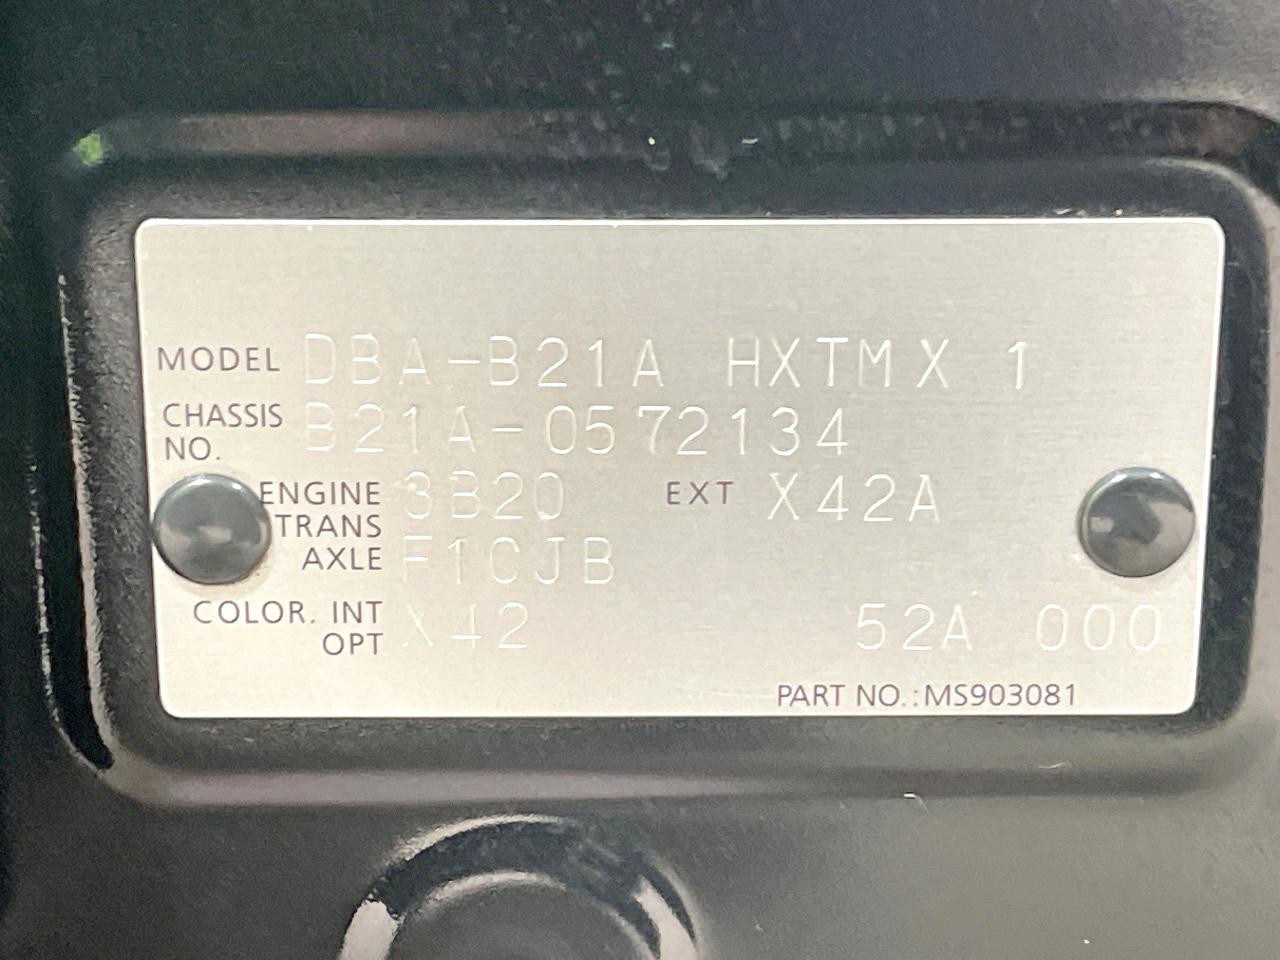 MODEL DBA-B21A HXTMX 1
CHASSIS NO. B21A-0572134
ENGINE 3B20 EXT X42A
TRANS AXLE F1CJB
COLOR. INT OPT X42 52A 000
PART NO.:MS903081